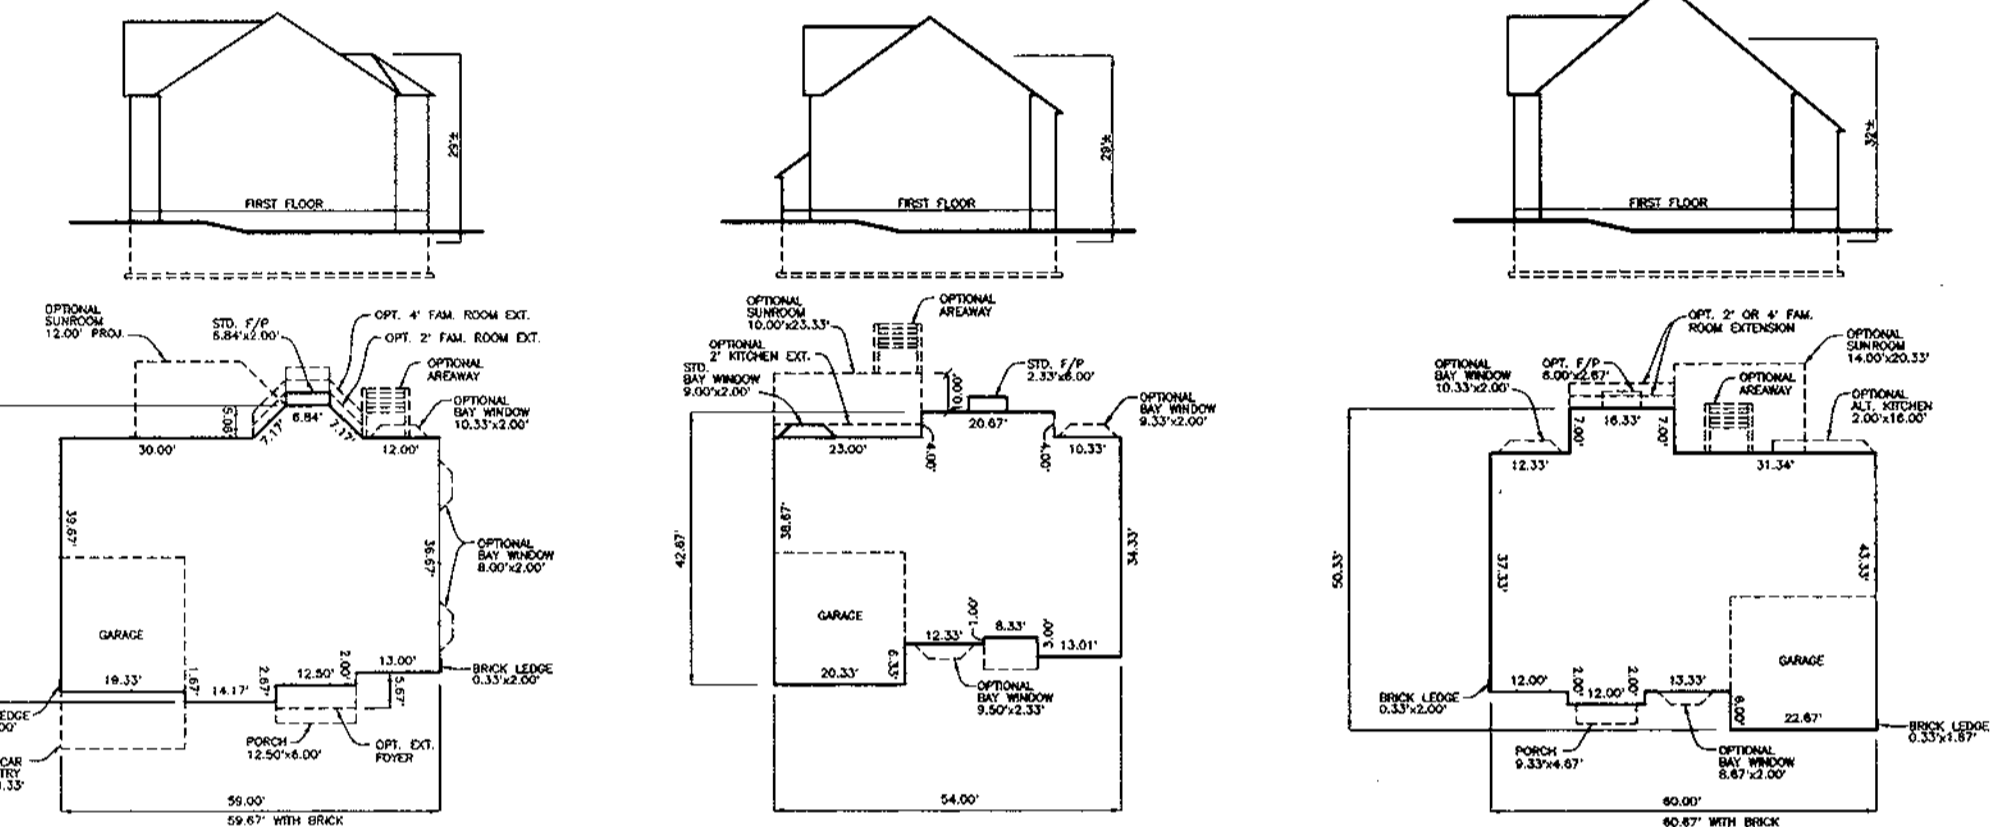 29'±
FIRST FLOOR
29'±
FIRST FLOOR
32'±
FIRST FLOOR
OPTIONAL
SUNROOM
12.00' PROJ.
STD. F/P
6.84'x2.00'
OPT. 4' FAM. ROOM EXT.
OPT. 2' FAM. ROOM EXT.
OPTIONAL
AREAWAY
OPTIONAL
BAY WINDOW
10.33'x2.00'
5.06'
7.17'
6.84'
7.17'
30.00'
12.00'
39.67'
36.67'
OPTIONAL
BAY WINDOW
8.00'x2.00'
GARAGE
19.33'
1.67'
14.17'
2.67'
12.50'
2.00'
13.00'
5.67'
BRICK LEDGE
0.33'x2.00'
EDGE
00'
CAR
TRY
.33'
PORCH
12.50'x6.00'
OPT. EXT.
FOYER
59.00'
59.67' WITH BRICK
OPTIONAL
SUNROOM
10.00'x23.33'
OPTIONAL
AREAWAY
OPTIONAL
2' KITCHEN EXT.
STD.
BAY WINDOW
9.00'x2.00'
10.00'
STD. F/P
2.33'x6.00'
OPTIONAL
BAY WINDOW
9.33'x2.00'
20.67'
23.00'
4.00'
4.00'
10.33'
42.67'
38.67'
34.33'
GARAGE
12.33'
1.00'
8.33'
3.00'
13.01'
20.33'
6.33'
OPTIONAL
BAY WINDOW
9.50'x2.33'
54.00'
OPT. 2' OR 4' FAM.
ROOM EXTENSION
OPTIONAL
SUNROOM
14.00'x20.33'
OPTIONAL
BAY WINDOW
10.33'x2.00'
OPT. F/P
6.00'x2.67'
OPTIONAL
AREAWAY
OPTIONAL
ALT. KITCHEN
2.00'x16.00'
16.33'
7.00'
7.00'
12.33'
31.34'
50.33'
37.33'
43.33'
GARAGE
12.00'
2.00'
12.00'
2.00'
13.33'
6.00'
22.67'
BRICK LEDGE
0.33'x2.00'
BRICK LEDGE
0.33'x1.67'
PORCH
9.33'x4.67'
OPTIONAL
BAY WINDOW
8.67'x2.00'
60.00'
60.67' WITH BRICK